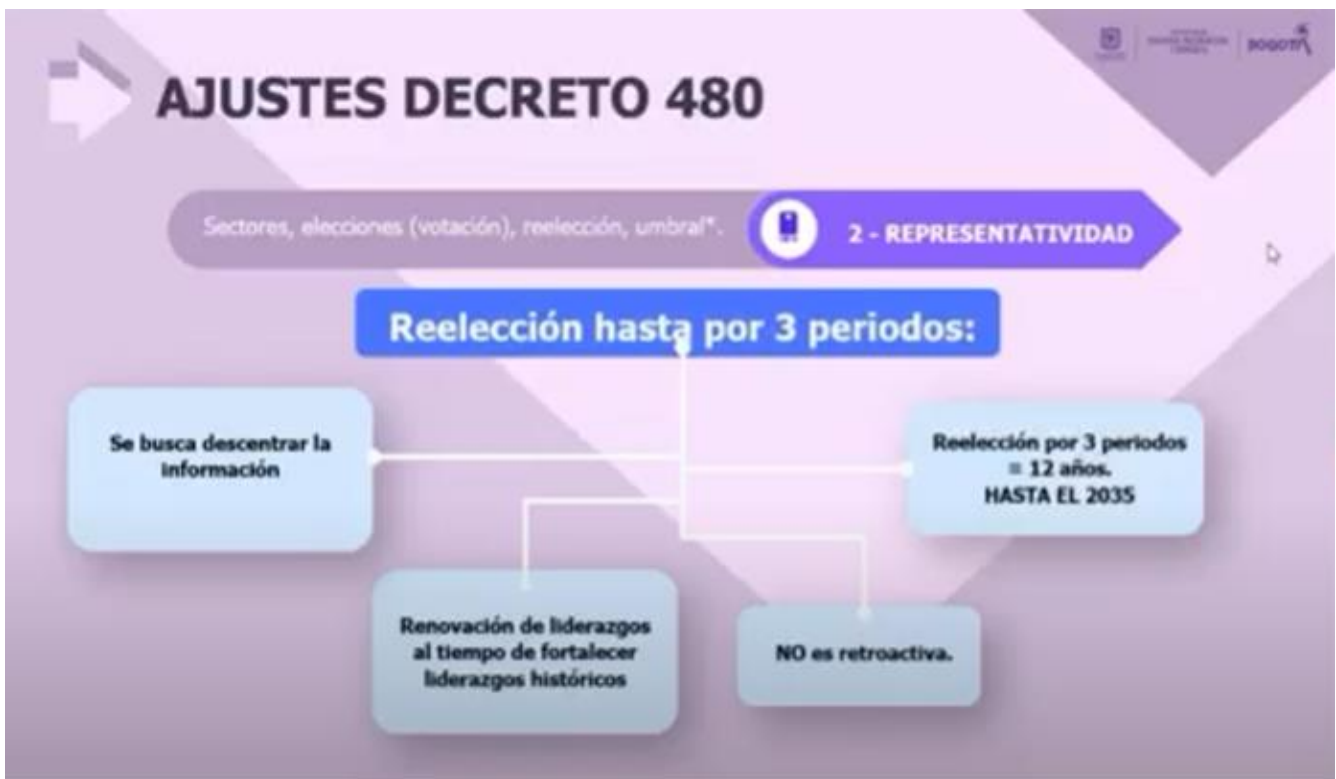 BOGOTÁ
AJUSTES DECRETO 480
Sectores, elecciones (votación), reelección, umbral*.
2 - REPRESENTATIVIDAD
Reelección hasta por 3 periodos:
Se busca descentrar la
información
Reelección por 3 periodos
= 12 años.
HASTA EL 2035
Renovación de liderazgos
al tiempo de fortalecer
liderazgos históricos
NO es retroactiva.